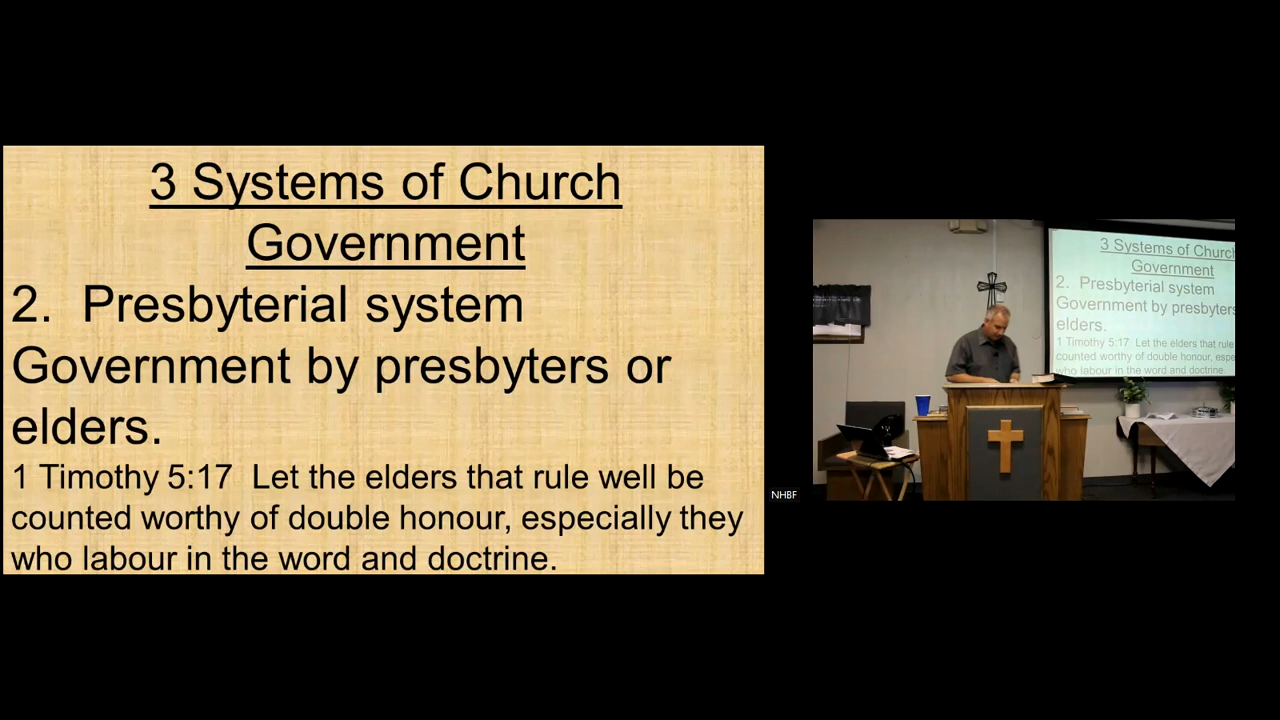 3 Systems of Church
Government
2.  Presbyterial system
Government by presbyters or
elders.
1 Timothy 5:17  Let the elders that rule well be
counted worthy of double honour, especially they
who labour in the word and doctrine.
NHBF
3 Systems of Church
Government
2.  Presbyterial system
Government by presbyters
elders.
1 Timothy 5:17  Let the elders that rule
counted worthy of double honour, espe
who labour in the word and doctrine.